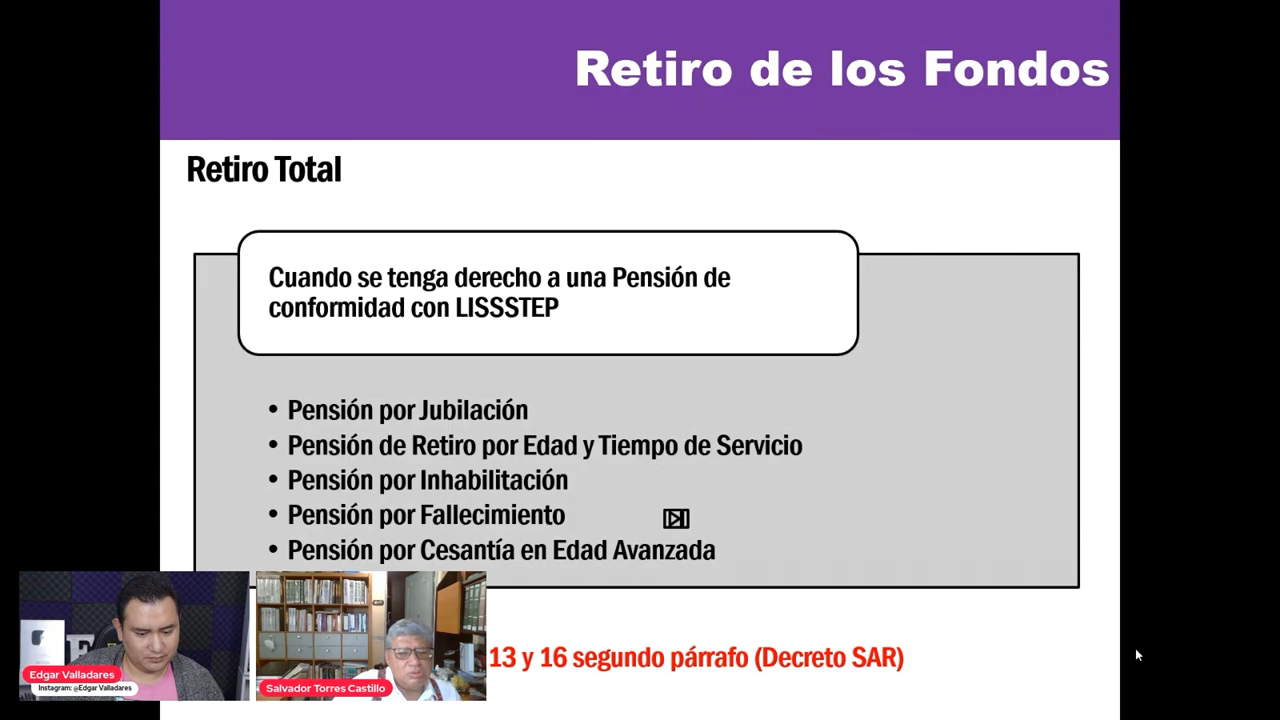 Retiro de los Fondos
Retiro Total
Cuando se tenga derecho a una Pensión de
conformidad con LISSSTEP
• Pensión por Jubilación
• Pensión de Retiro por Edad y Tiempo de Servicio
• Pensión por Inhabilitación
• Pensión por Fallecimiento
• Pensión por Cesantía en Edad Avanzada
13 y 16 segundo párrafo (Decreto SAR)
Edgar Valladares
Instagram: @Edgar Valladares
Salvador Torres Castillo